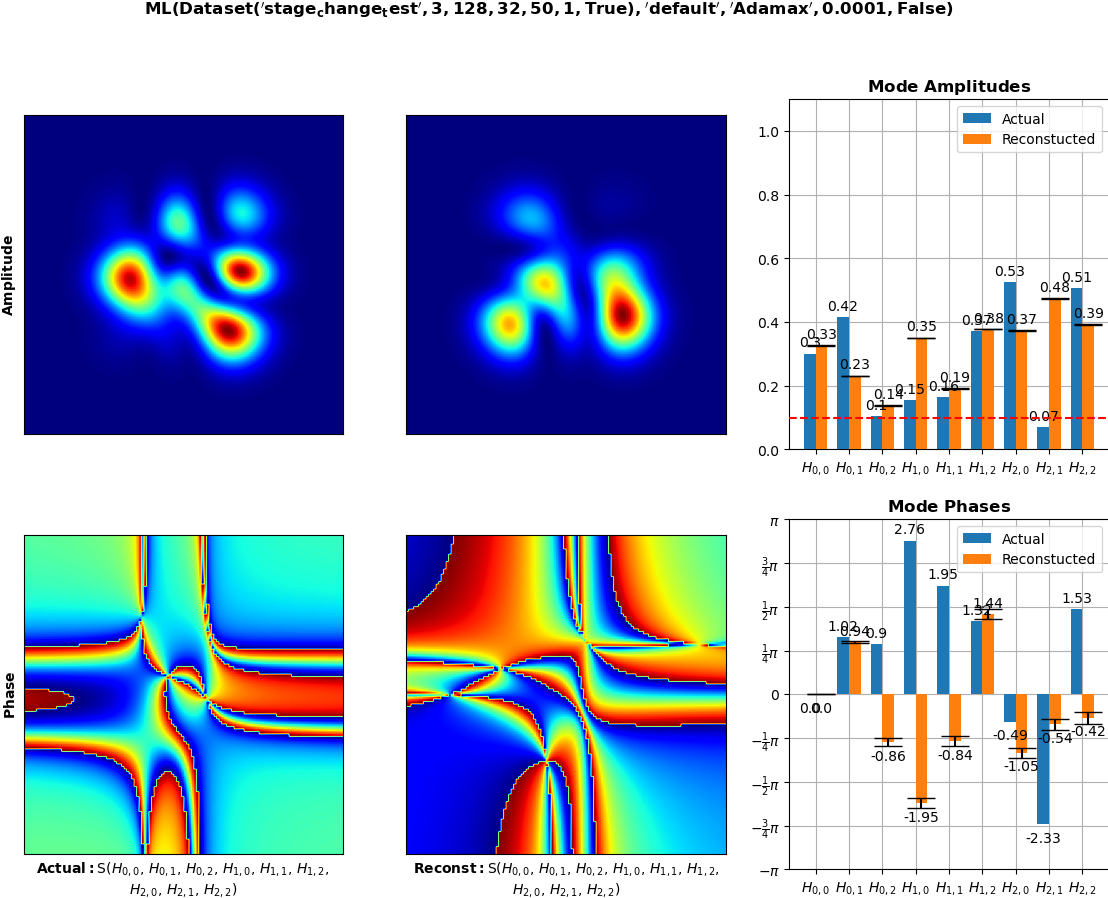 ML(Dataset('stage_change_test', 3, 128, 32, 50, 1, True), 'default', 'Adamax', 0.0001, False)
Amplitude
Mode Amplitudes
Actual
Reconstucted
1.0
0.8
0.6
0.4
0.2
0.0
0.3 0.42 0.1 0.15 0.16 0.37 0.53 0.07 0.51
0.33 0.23 0.14 0.35 0.19 0.38 0.37 0.48 0.39
H0,0 H0,1 H0,2 H1,0 H1,1 H1,2 H2,0 H2,1 H2,2
Phase
Mode Phases
Actual
Reconstucted
π
3/4π
1/2π
1/4π
0
−1/4π
−1/2π
−3/4π
−π
0.0 1.02 0.9 2.76 1.95 1.32 -0.49 -2.33 1.53
0.0 0.94 -0.86 -1.95 -0.84 1.44 -1.05 -0.54 -0.42
H0,0 H0,1 H0,2 H1,0 H1,1 H1,2 H2,0 H2,1 H2,2
Actual: S(H0,0, H0,1, H0,2, H1,0, H1,1, H1,2,
H2,0, H2,1, H2,2)
Reconst: S(H0,0, H0,1, H0,2, H1,0, H1,1, H1,2,
H2,0, H2,1, H2,2)